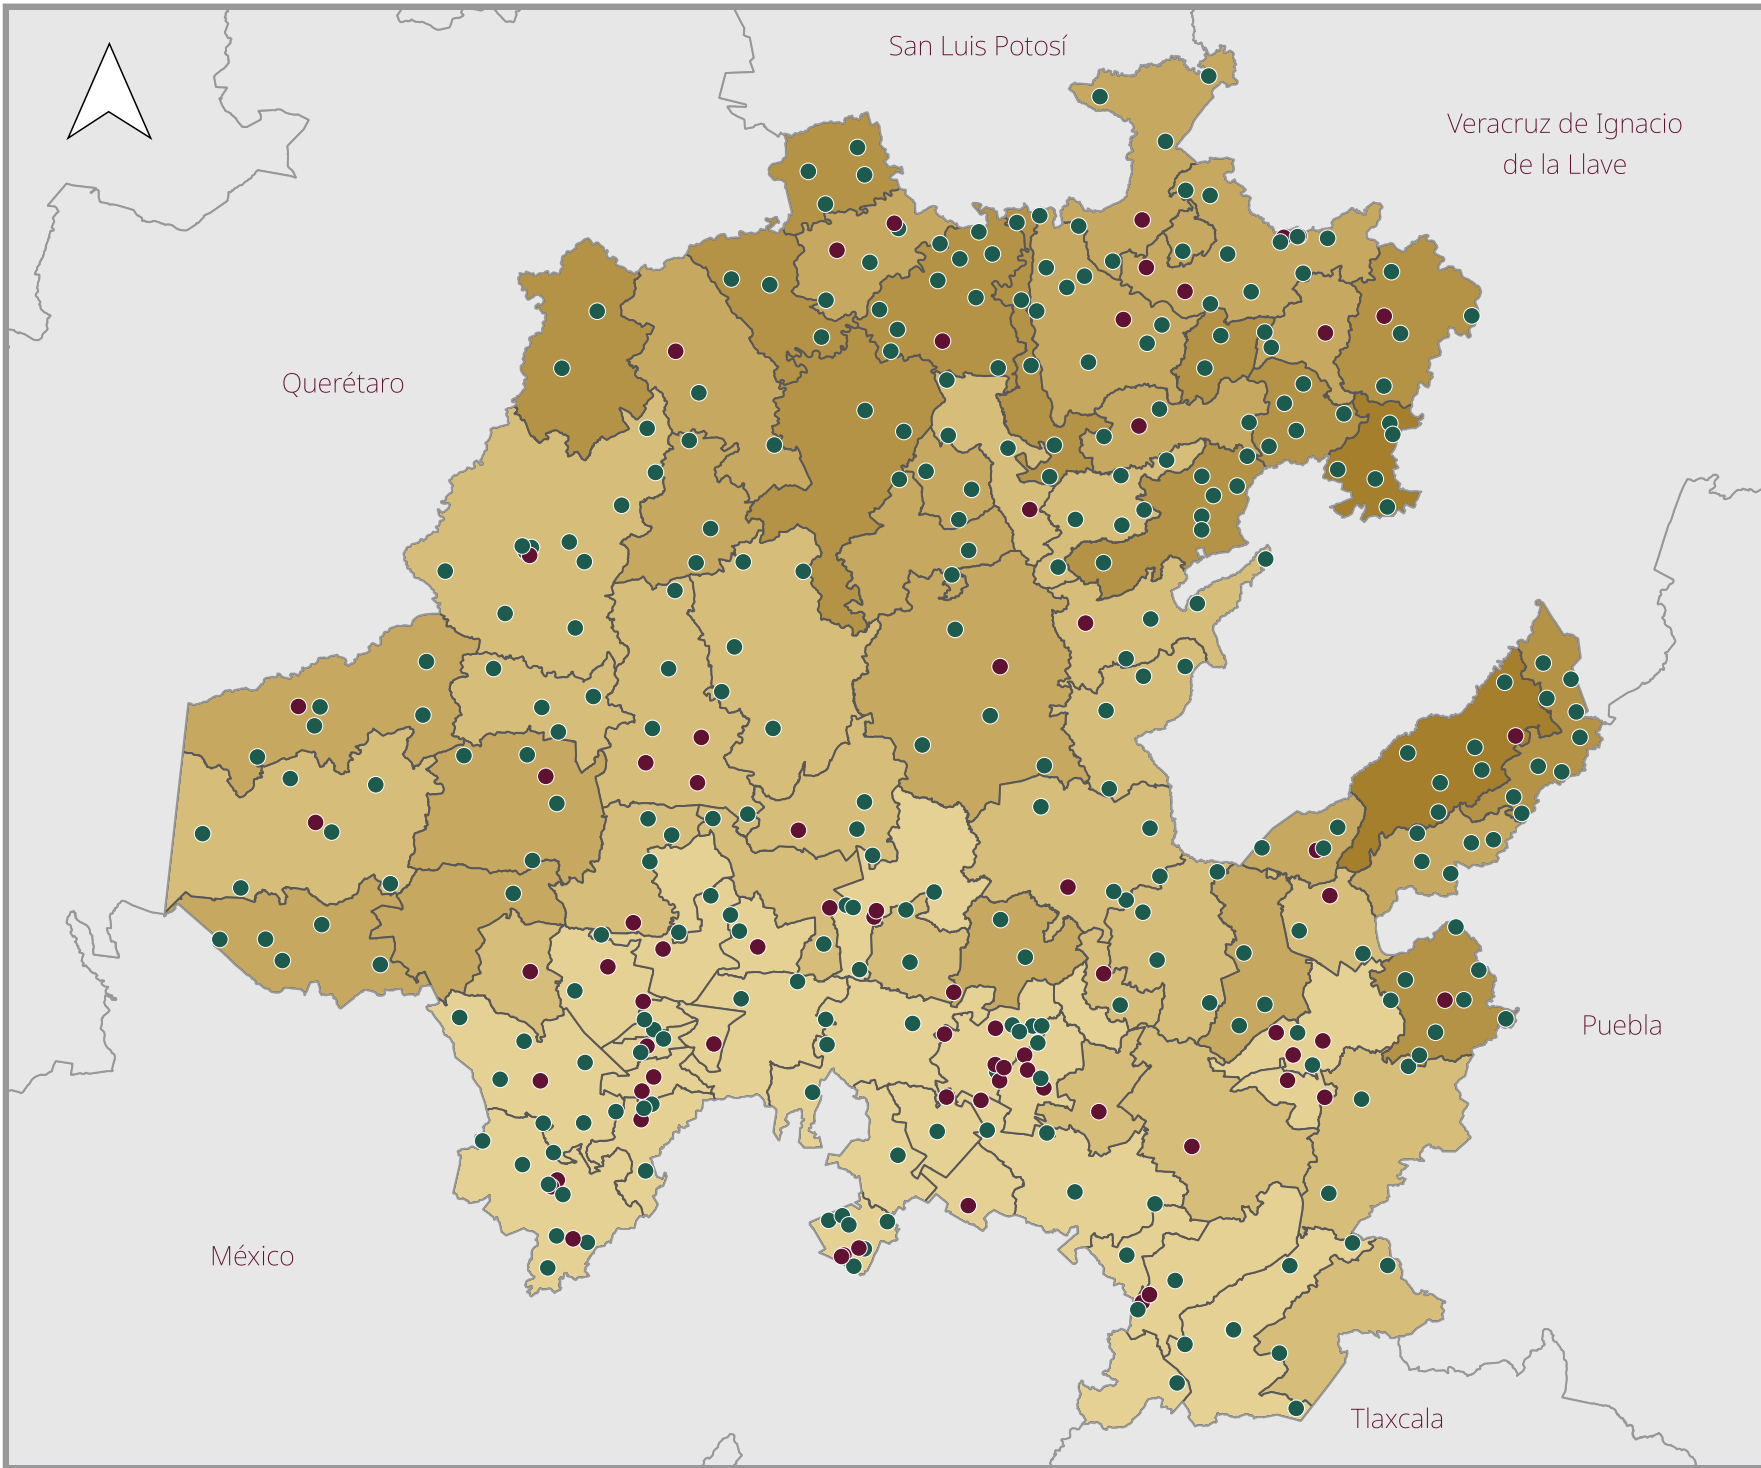 San Luis Potosí
Veracruz de Ignacio
de la Llave
Querétaro
Puebla
México
Tlaxcala